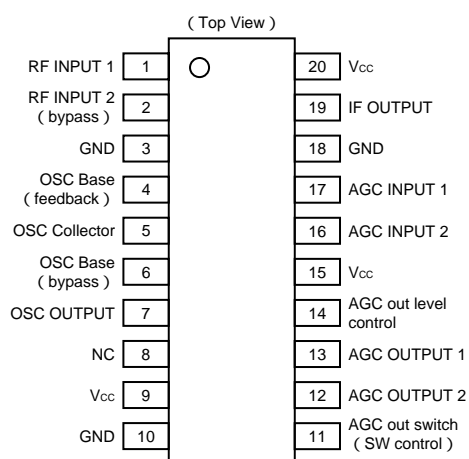 ( Top View )
RF INPUT 1 1
RF INPUT 2
( bypass ) 2
GND 3
OSC Base
( feedback ) 4
OSC Collector 5
OSC Base
( bypass ) 6
OSC OUTPUT 7
NC 8
Vcc 9
GND 10
20 Vcc
19 IF OUTPUT
18 GND
17 AGC INPUT 1
16 AGC INPUT 2
15 Vcc
14 AGC out level
control
13 AGC OUTPUT 1
12 AGC OUTPUT 2
11 AGC out switch
( SW control )